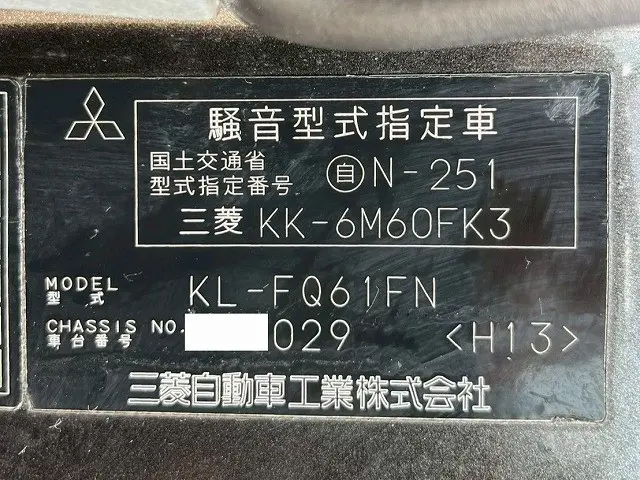 騒音型式指定車
国土交通省
型式指定番号 ㊀N-251
三菱 KK-6M60FK3
MODEL
型式 KL-FQ61FN
CHASSIS NO.
車台番号 029 <H13>
三菱自動車工業株式会社